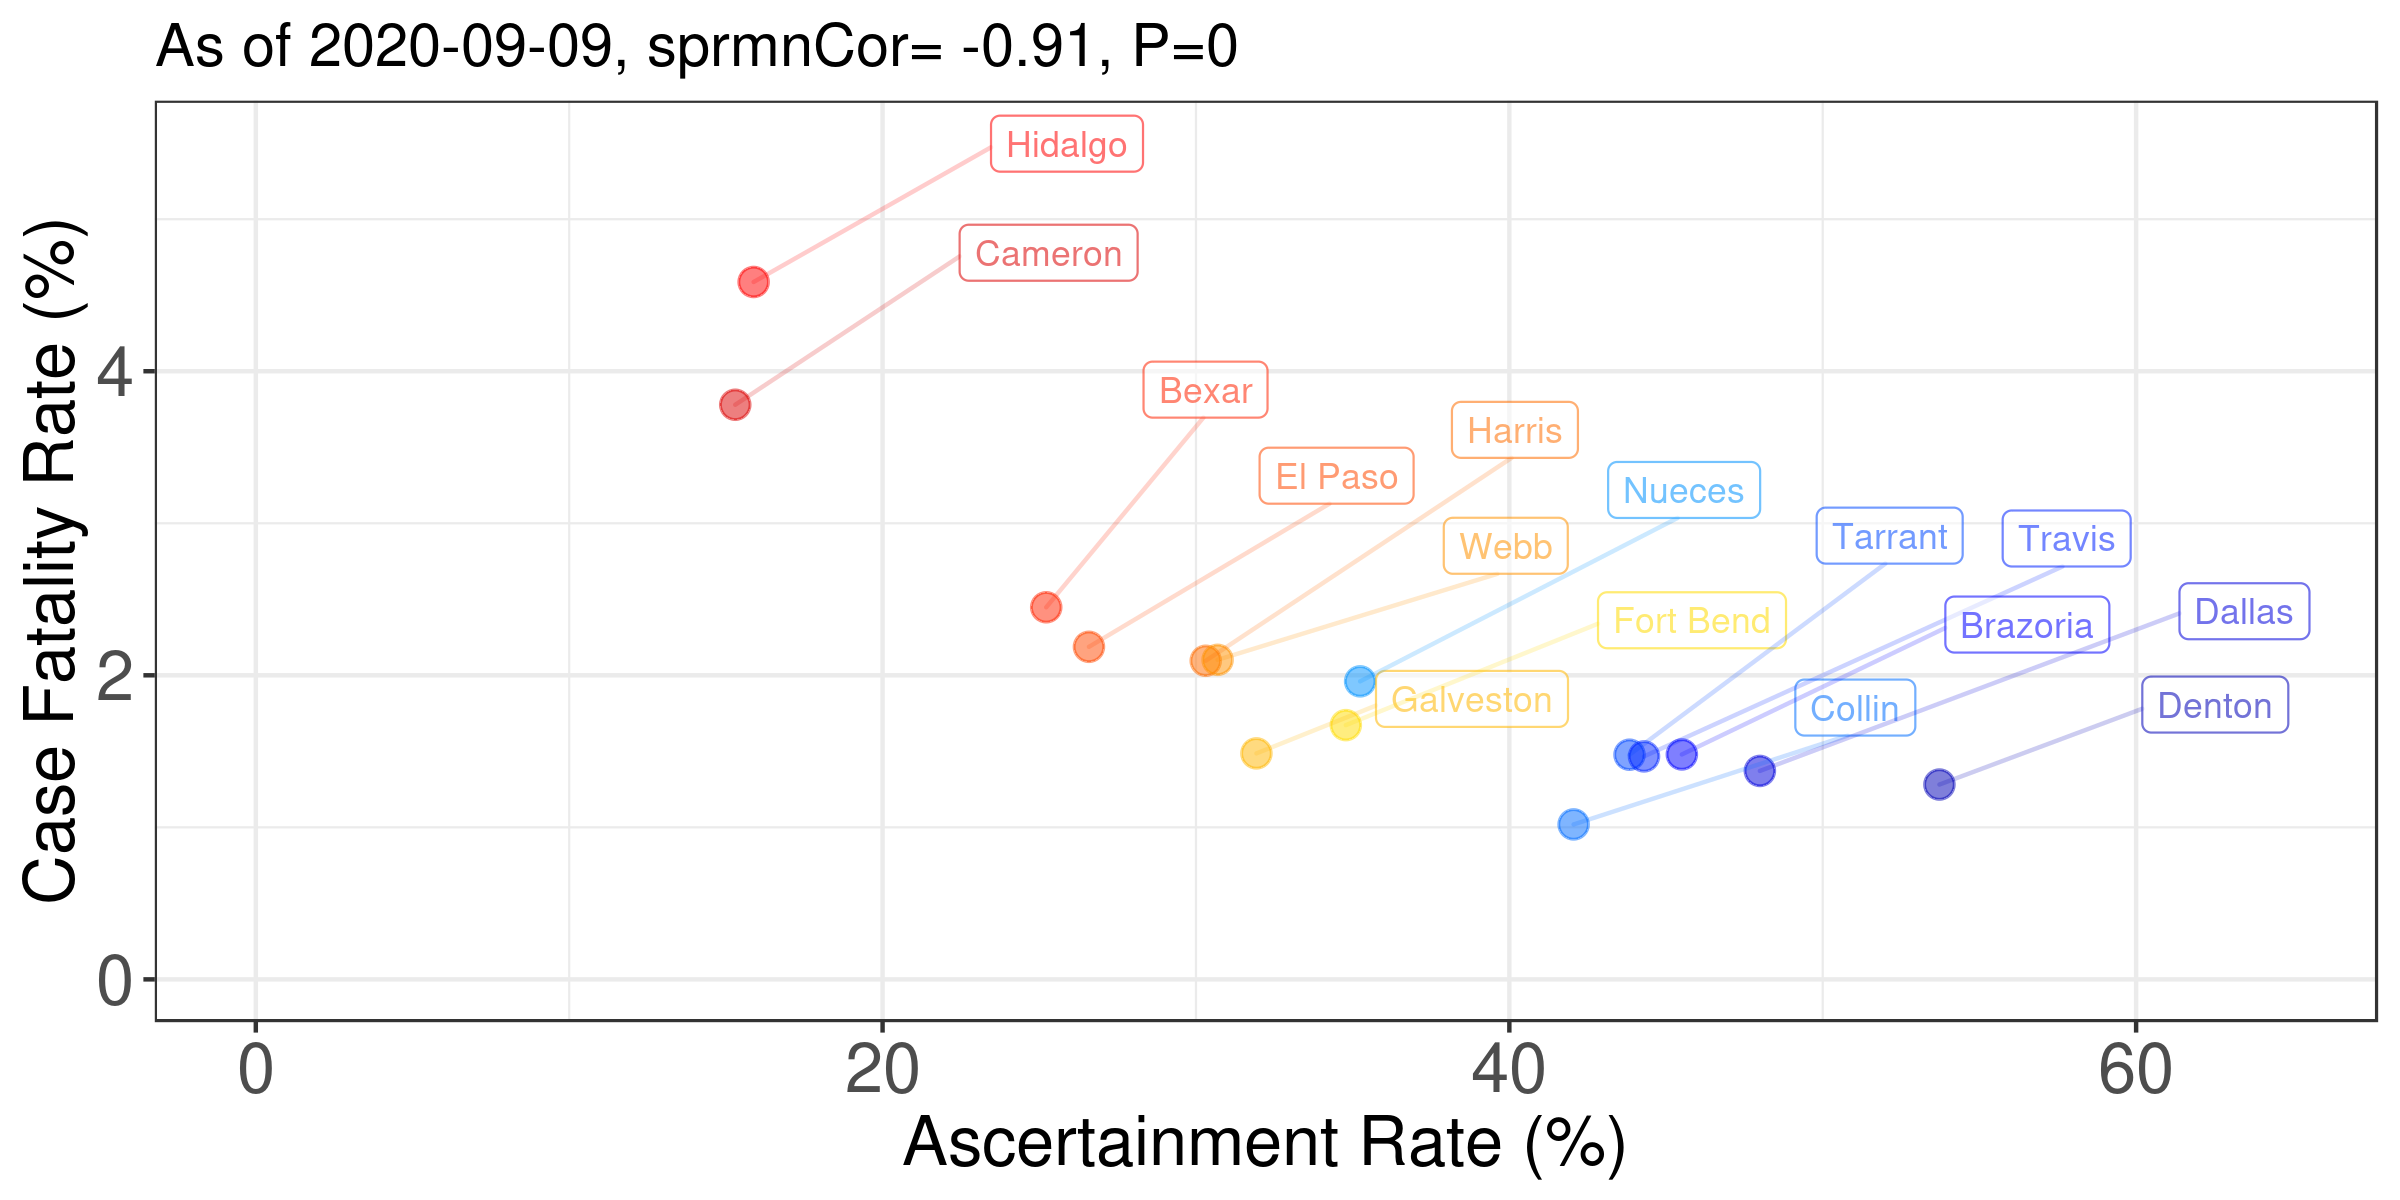 As of 2020-09-09, sprmnCor= -0.91, P=0
Hidalgo
Cameron
Bexar
Harris
El Paso
Nueces
Tarrant
Travis
Webb
Fort Bend
Brazoria
Dallas
Galveston
Collin
Denton
Case Fatality Rate (%)
4
2
0
0 20 40 60
Ascertainment Rate (%)